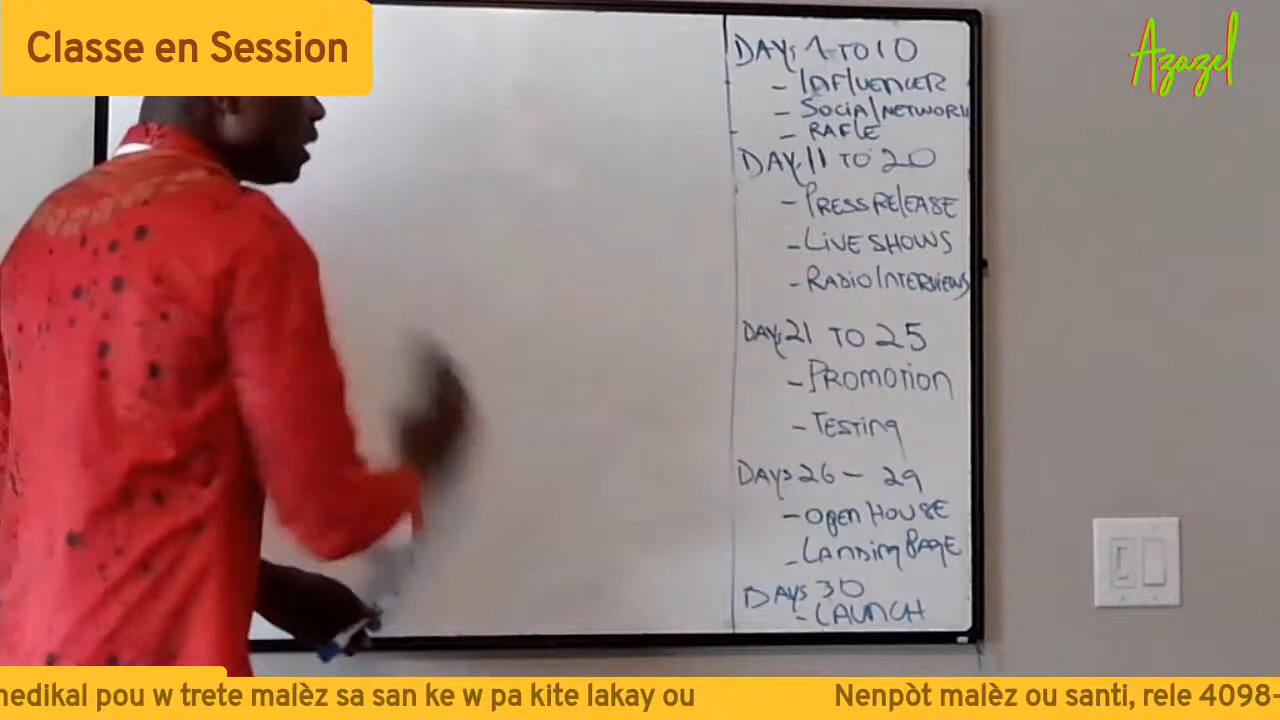 Classe en Session
Azazel
DAYS 1 TO 10
- INFLUENCER
- SOCIAL NETWORK
- RAFLE
DAYS 11 TO 20
- PRESS RELEASE
- LIVE SHOWS
- RADIO INTERVIEWS
DAYS 21 TO 25
- PROMOTION
- TESTING
DAYS 26 - 29
- OPEN HOUSE
- LANDING PAGE
DAYS 30
- LAUNCH
medikal pou w trete malèz sa san ke w pa kite lakay ou Nenpòt malèz ou santi, rele 4098-